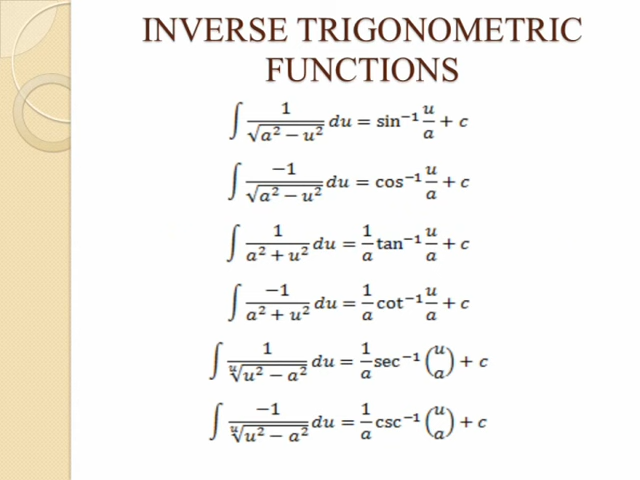 INVERSE TRIGONOMETRIC
FUNCTIONS
∫ 1/√(a² − u²) du = sin⁻¹ u/a + c
∫ −1/√(a² − u²) du = cos⁻¹ u/a + c
∫ 1/(a² + u²) du = 1/a tan⁻¹ u/a + c
∫ −1/(a² + u²) du = 1/a cot⁻¹ u/a + c
∫ 1/ᵘ√(u² − a²) du = 1/a sec⁻¹ (u a) + c
∫ −1/ᵘ√(u² − a²) du = 1/a csc⁻¹ (u a) + c